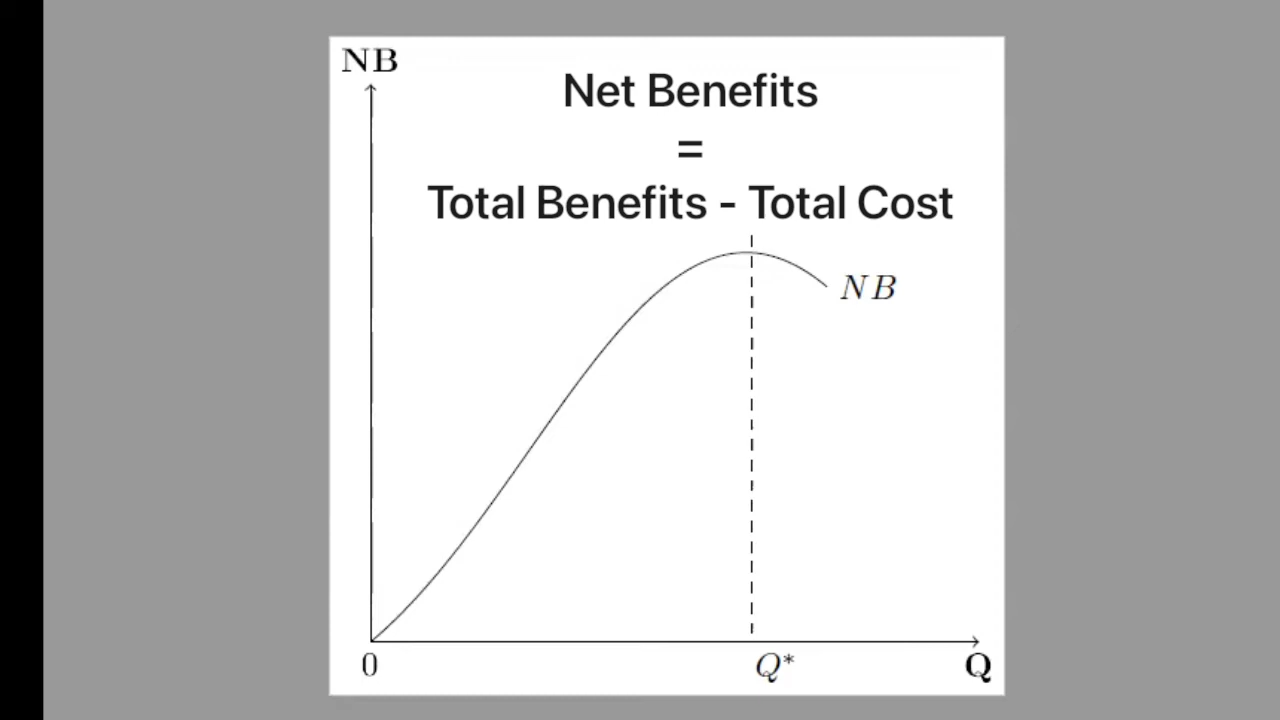 NB
Net Benefits
=
Total Benefits - Total Cost
NB
0
Q*
Q